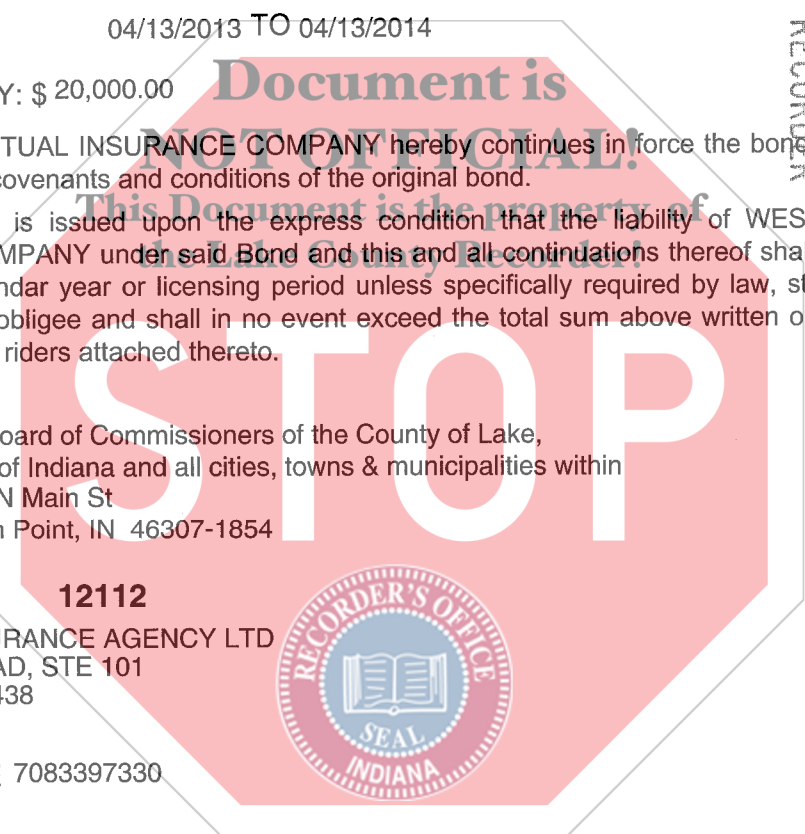 04/13/2013 TO 04/13/2014
RECORDER
Document is
Y: $ 20,000.00
NOT OFFICIAL!
TUAL INSURANCE COMPANY hereby continues in force the bond
covenants and conditions of the original bond.
This Document is the property of
is issued upon the express condition that the liability of WES
the Lake County Recorder!
MPANY under said Bond and this and all continuations thereof sha
ndar year or licensing period unless specifically required by law, st
obligee and shall in no event exceed the total sum above written o
riders attached thereto.
STOP
oard of Commissioners of the County of Lake,
of Indiana and all cities, towns & municipalities within
N Main St
n Point, IN 46307-1854
12112
URANCE AGENCY LTD
AD, STE 101
438
7083397330
RECORDER'S OFFICE
SEAL
INDIANA